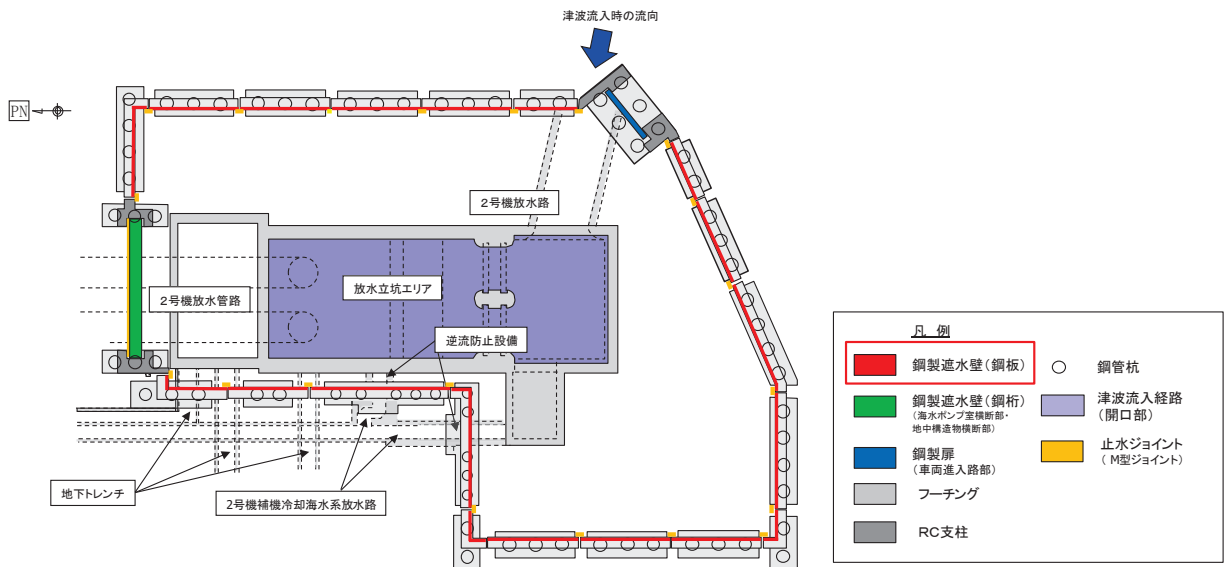 津波流入時の流向
PN
2号機放水路
2号機放水管路
放水立坑エリア
逆流防止設備
地下トレンチ
2号機補機冷却海水系放水路
凡 例
鋼製遮水壁(鋼板)
鋼管杭
鋼製遮水壁(鋼桁)
(海水ポンプ室横断部・
地中構造物横断部)
津波流入経路
(開口部)
鋼製扉
(車両進入路部)
止水ジョイント
(M型ジョイント)
フーチング
RC支柱